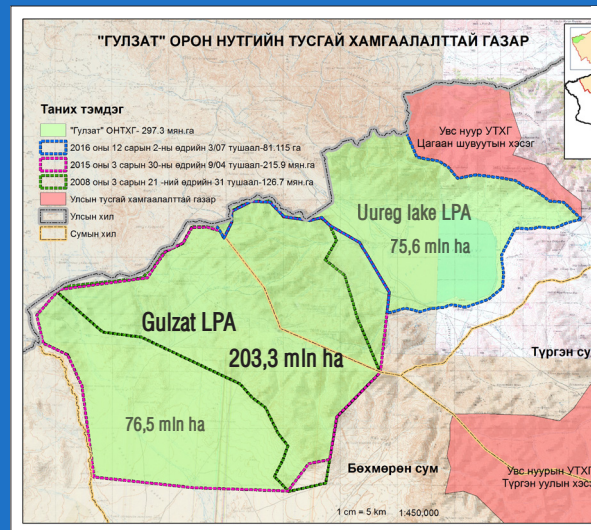 "ГУЛЗАТ" ОРОН НУТГИЙН ТУСГАЙ ХАМГААЛАЛТТАЙ ГАЗАР
Таних тэмдэг
"Гулзат" ОНТХГ- 297.3 мян.га
2016 оны 12 сарын 2-ны өдрийн 3/07 тушаал-81.115 га
2015 оны 3 сарын 30-ны өдрийн 9/04 тушаал-215.9 мян.га
2008 оны 3 сарын 21 -ний өдрийн 31 тушаал-126.7 мян.га
Улсын тусгай хамгаалалттай газар
Улсын хил
Сумын хил
Увс нуур УТХГ
Цагаан шувуутын хэсэг
Uureg lake LPA
75,6 mln ha
Gulzat LPA
203,3 mln ha
Түргэн су
76,5 mln ha
Бөхмөрөн сум
Увс нуурын УТХГ
Түргэн уулын хэс
1 cm = 5 km 1:450,000